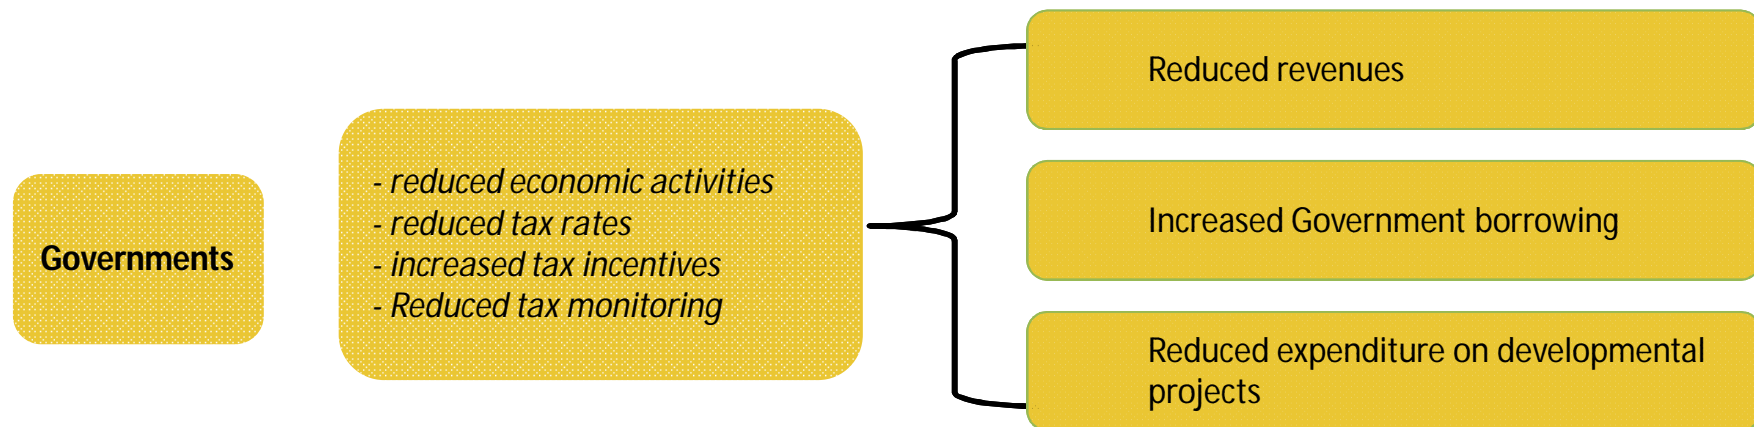 Governments
- reduced economic activities
- reduced tax rates
- increased tax incentives
- Reduced tax monitoring
Reduced revenues
Increased Government borrowing
Reduced expenditure on developmental
projects